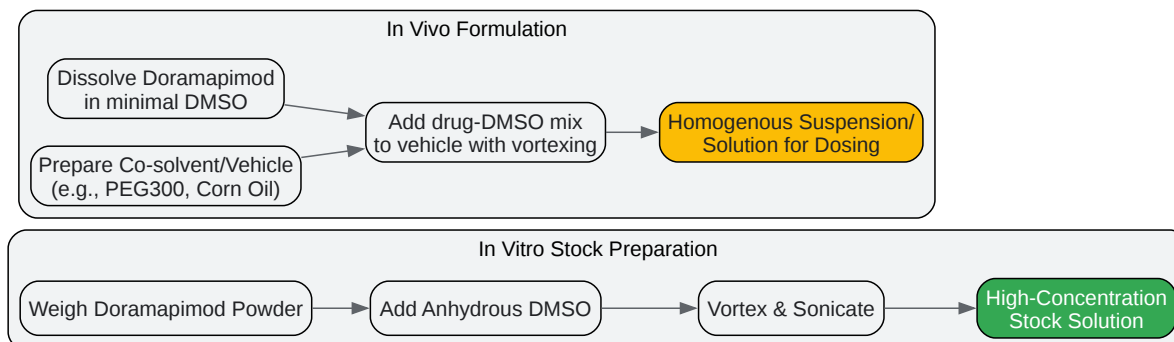 In Vivo Formulation
Dissolve Doramapimod
in minimal DMSO
Prepare Co-solvent/Vehicle
(e.g., PEG300, Corn Oil)
Add drug-DMSO mix
to vehicle with vortexing
Homogenous Suspension/
Solution for Dosing
In Vitro Stock Preparation
Weigh Doramapimod Powder
Add Anhydrous DMSO
Vortex & Sonicate
High-Concentration
Stock Solution